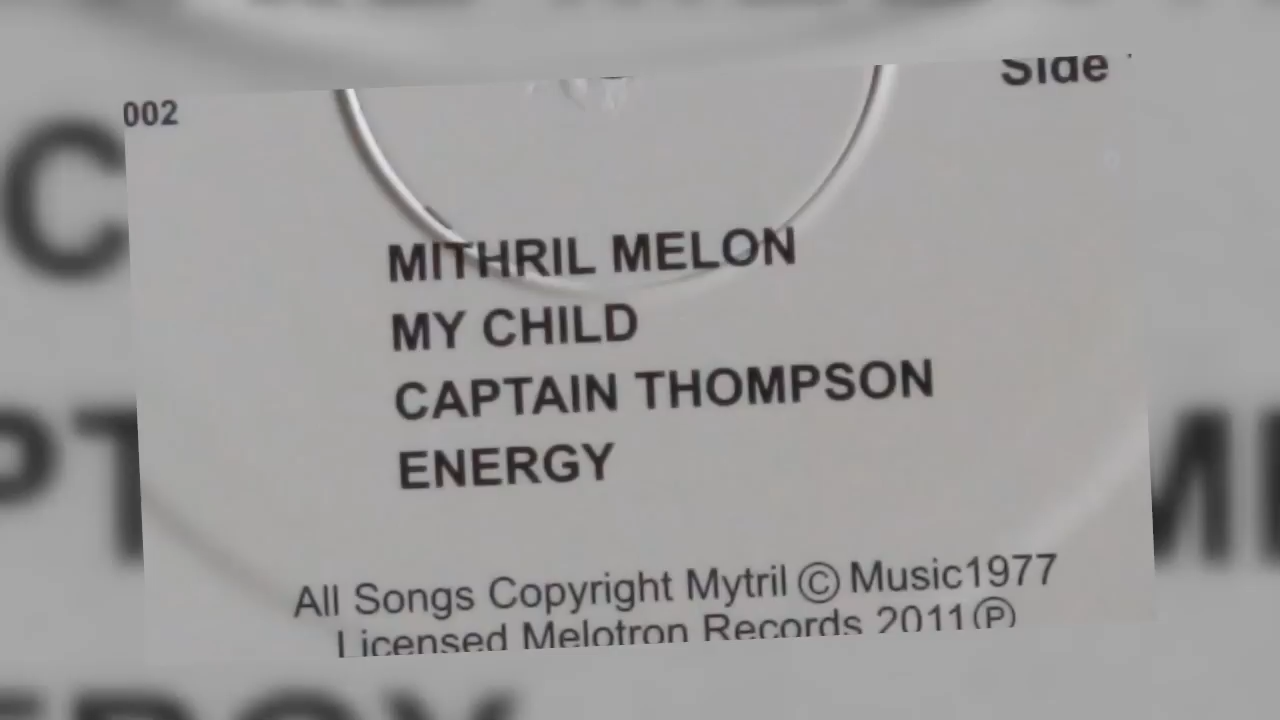 002
Side
MITHRIL MELON
MY CHILD
CAPTAIN THOMPSON
ENERGY
All Songs Copyright Mytril © Music1977
Licensed Melotron Records 2011 ℗